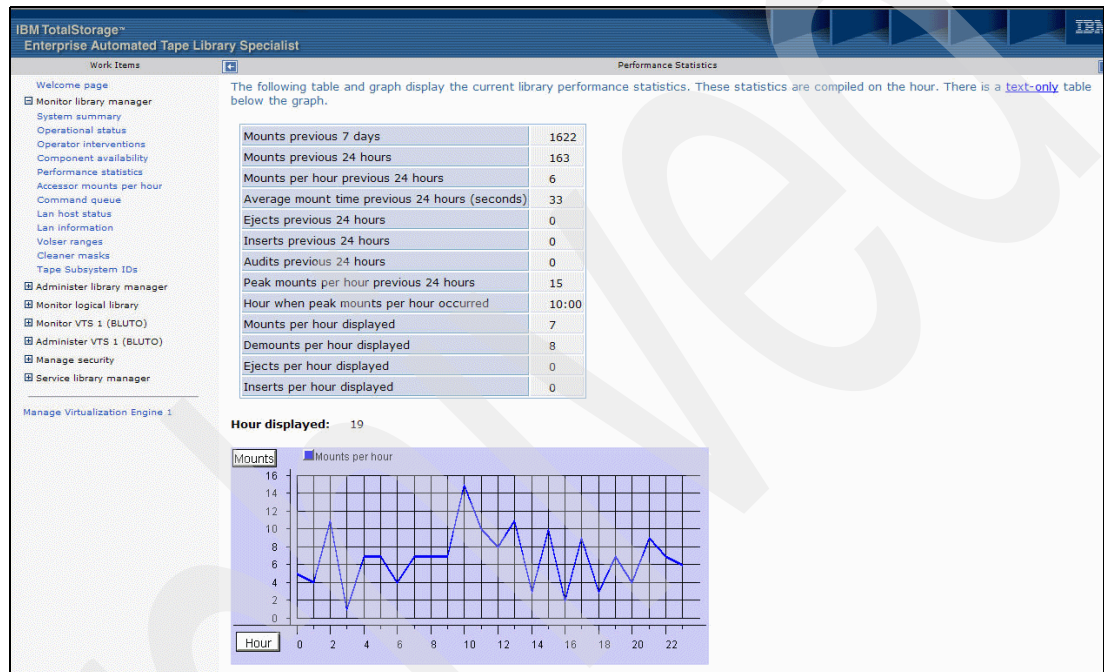 IBM TotalStorage™
Enterprise Automated Tape Library Specialist
IBM
Work Items
Performance Statistics
Welcome page
Monitor library manager
System summary
Operational status
Operator interventions
Component availability
Performance statistics
Accessor mounts per hour
Command queue
Lan host status
Lan information
Volser ranges
Cleaner masks
Tape Subsystem IDs
Administer library manager
Monitor logical library
Monitor VTS 1 (BLUTO)
Administer VTS 1 (BLUTO)
Manage security
Service library manager
Manage Virtualization Engine 1
The following table and graph display the current library performance statistics. These statistics are compiled on the hour. There is a text-only table
below the graph.
Mounts previous 7 days 1622
Mounts previous 24 hours 163
Mounts per hour previous 24 hours 6
Average mount time previous 24 hours (seconds) 33
Ejects previous 24 hours 0
Inserts previous 24 hours 0
Audits previous 24 hours 0
Peak mounts per hour previous 24 hours 15
Hour when peak mounts per hour occurred 10:00
Mounts per hour displayed 7
Demounts per hour displayed 8
Ejects per hour displayed 0
Inserts per hour displayed 0
Hour displayed: 19
Mounts
Mounts per hour
16
14
12
10
8
6
4
2
0
Hour 0 2 4 6 8 10 12 14 16 18 20 22